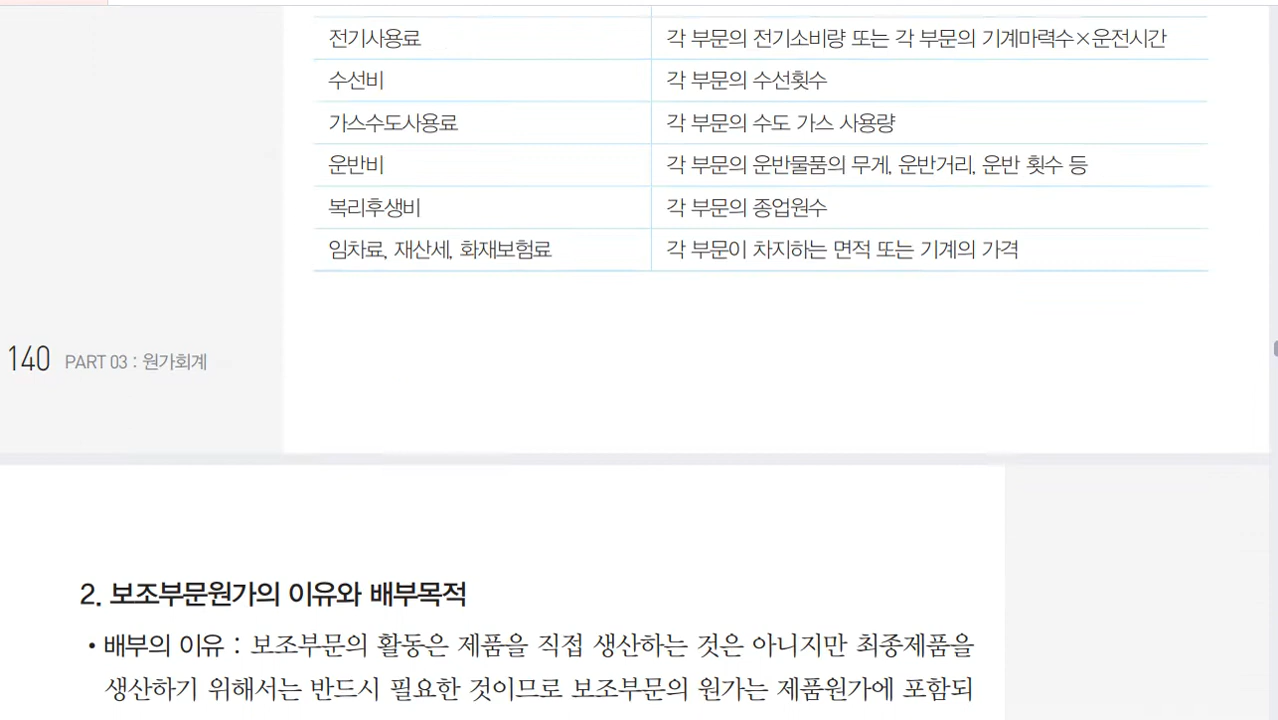 전기사용료 각 부문의 전기소비량 또는 각 부문의 기계마력수×운전시간
수선비 각 부문의 수선횟수
가스수도사용료 각 부문의 수도 가스 사용량
운반비 각 부문의 운반물품의 무게, 운반거리, 운반 횟수 등
복리후생비 각 부문의 종업원수
임차료, 재산세, 화재보험료 각 부문이 차지하는 면적 또는 기계의 가격
140 PART 03 : 원가회계
2. 보조부문원가의 이유와 배부목적
• 배부의 이유 : 보조부문의 활동은 제품을 직접 생산하는 것은 아니지만 최종제품을
생산하기 위해서는 반드시 필요한 것이므로 보조부문의 원가는 제품원가에 포함되